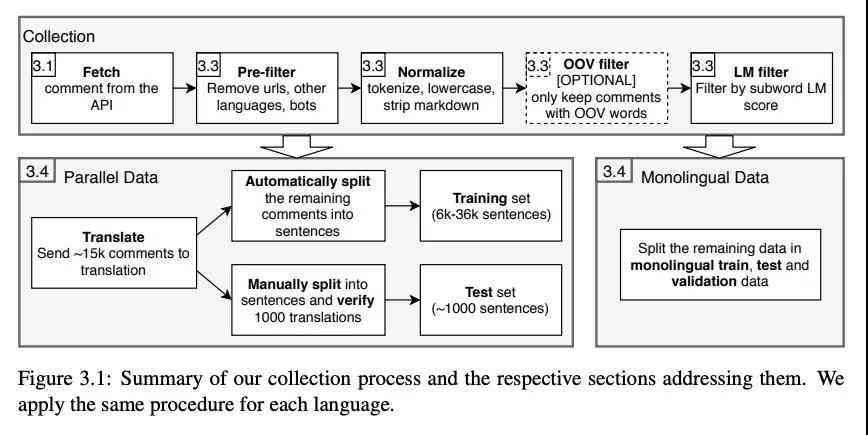 Collection
3.1
Fetch
comment from the
API
3.3
Pre-filter
Remove urls, other
languages, bots
3.3
Normalize
tokenize, lowercase,
strip markdown
3.3
OOV filter
[OPTIONAL]
only keep comments
with OOV words
3.3
LM filter
Filter by subword LM
score
3.4
Parallel Data
Translate
Send ~15k comments to
translation
Automatically split
the remaining
comments into
sentences
Training set
(6k-36k sentences)
Manually split into
sentences and verify
1000 translations
Test set
(~1000 sentences)
3.4
Monolingual Data
Split the remaining data in
monolingual train, test and
validation data
Figure 3.1: Summary of our collection process and the respective sections addressing them. We
apply the same procedure for each language.